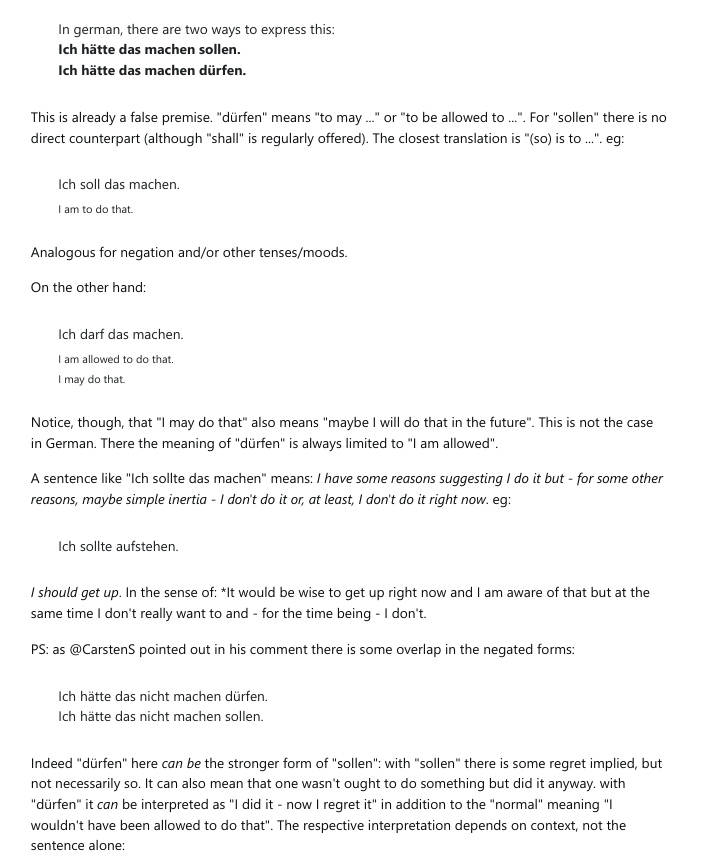 In german, there are two ways to express this:
Ich hätte das machen sollen.
Ich hätte das machen dürfen.
This is already a false premise. "dürfen" means "to may ..." or "to be allowed to ...". For "sollen" there is no
direct counterpart (although "shall" is regularly offered). The closest translation is "(so) is to ...". eg:
Ich soll das machen.
I am to do that.
Analogous for negation and/or other tenses/moods.
On the other hand:
Ich darf das machen.
I am allowed to do that.
I may do that.
Notice, though, that "I may do that" also means "maybe I will do that in the future". This is not the case
in German. There the meaning of "dürfen" is always limited to "I am allowed".
A sentence like "Ich sollte das machen" means: I have some reasons suggesting I do it but - for some other
reasons, maybe simple inertia - I don't do it or, at least, I don't do it right now. eg:
Ich sollte aufstehen.
I should get up. In the sense of: *It would be wise to get up right now and I am aware of that but at the
same time I don't really want to and - for the time being - I don't.
PS: as @CarstenS pointed out in his comment there is some overlap in the negated forms:
Ich hätte das nicht machen dürfen.
Ich hätte das nicht machen sollen.
Indeed "dürfen" here can be the stronger form of "sollen": with "sollen" there is some regret implied, but
not necessarily so. It can also mean that one wasn't ought to do something but did it anyway. with
"dürfen" it can be interpreted as "I did it - now I regret it" in addition to the "normal" meaning "I
wouldn't have been allowed to do that". The respective interpretation depends on context, not the
sentence alone: